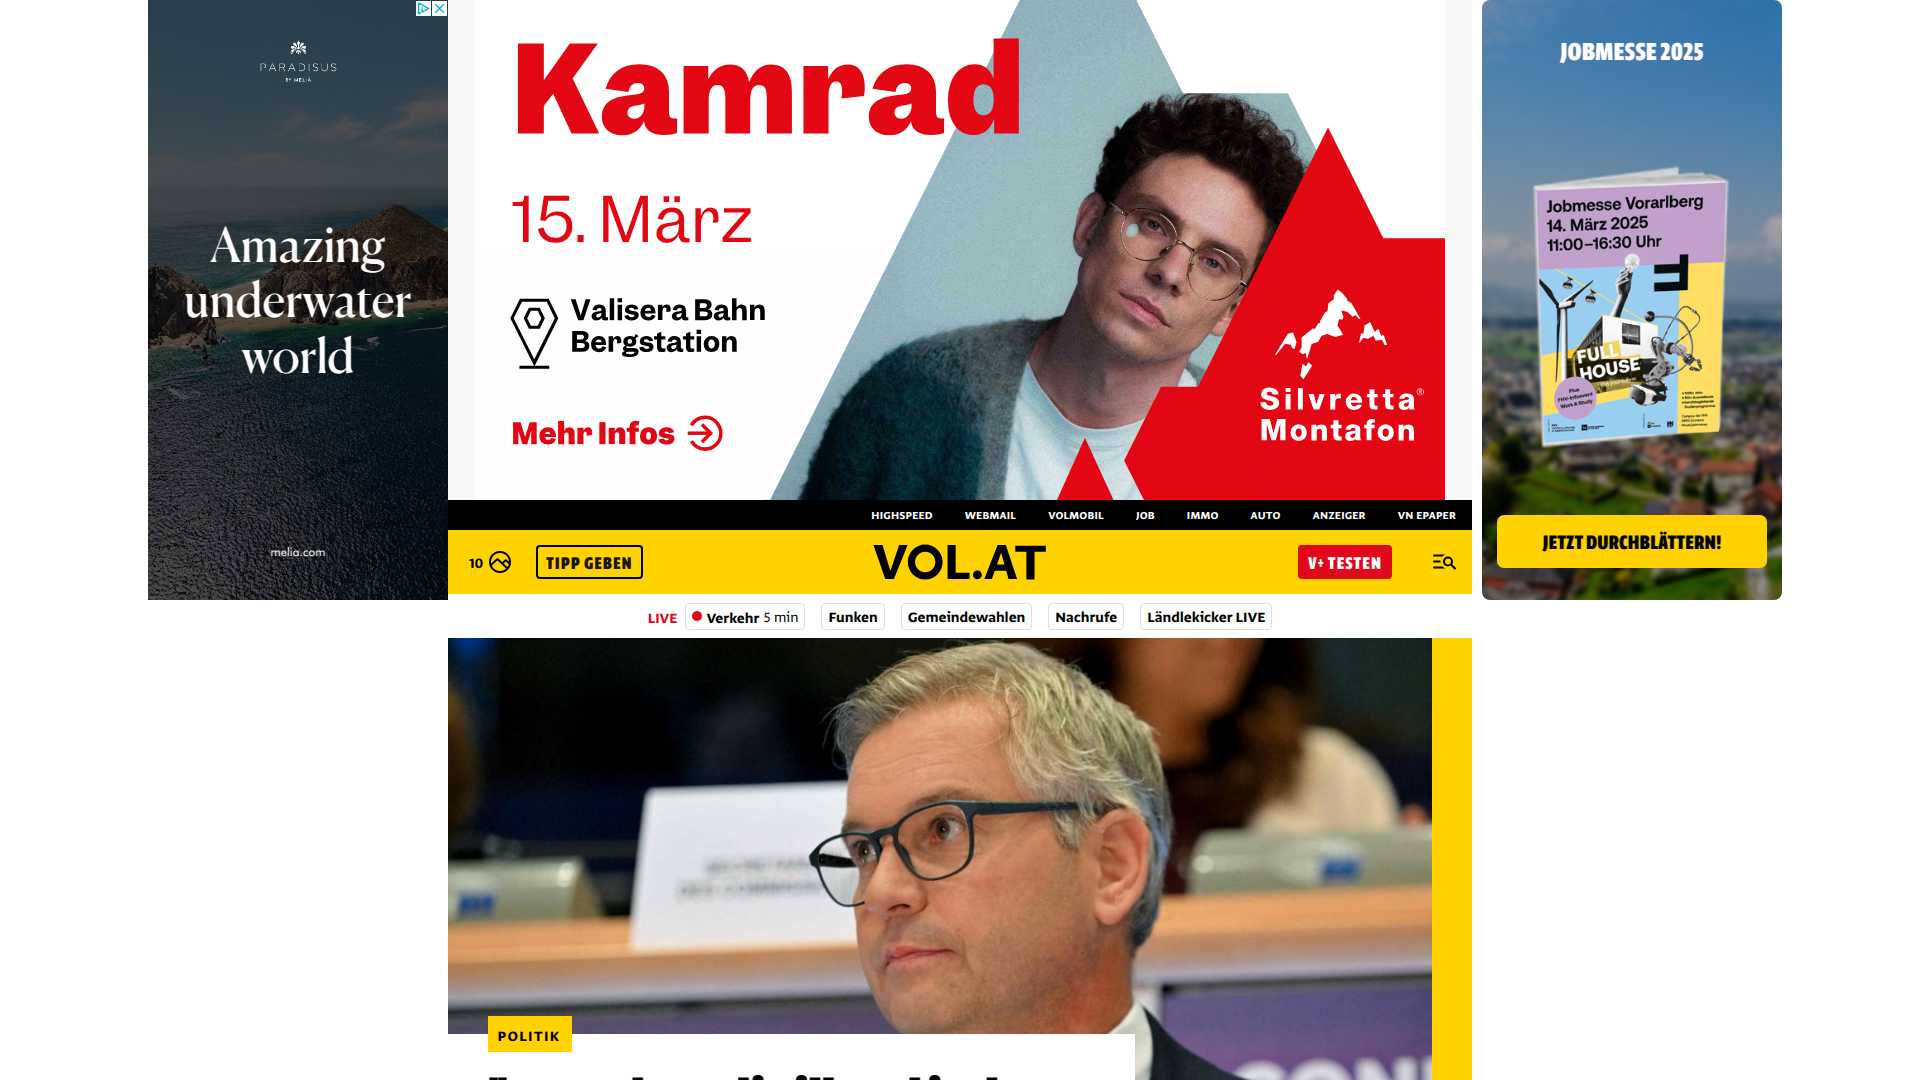 PARADISUS
BY MELIÁ
Amazing
underwater
world
melia.com
Kamrad
15. März
Valisera Bahn
Bergstation
Mehr Infos
Silvretta®
Montafon
JOBMESSE 2025
Jobmesse Vorarlberg
14. März 2025
11:00–16:30 Uhr
FULL
HOUSE
JETZT DURCHBLÄTTERN!
HIGHSPEED WEBMAIL VOLMOBIL JOB IMMO AUTO ANZEIGER VN EPAPER
10 TIPP GEBEN VOL.AT V+ TESTEN
LIVE Verkehr 5 min Funken Gemeindewahlen Nachrufe Ländlekicker LIVE
POLITIK